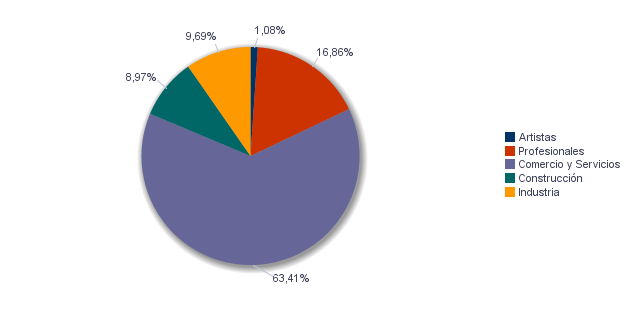 9,69%
1,08%
16,86%
8,97%
63,41%
Artistas
Profesionales
Comercio y Servicios
Construcción
Industria